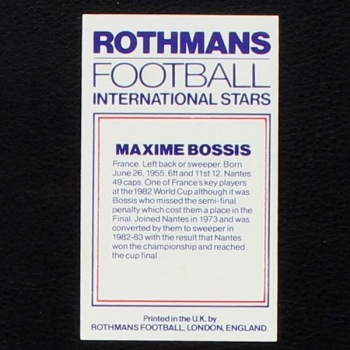 ROTHMANS
FOOTBALL
INTERNATIONAL STARS
MAXIME BOSSIS
France. Left back or sweeper. Born
June 26, 1955. 6ft and 11st 12. Nantes.
49 caps. One of France's key players
at the 1982 World Cup although it was
Bossis who missed the semi-final
penalty which cost them a place in the
Final. Joined Nantes in 1973 and was
converted by them to sweeper in
1982-83 with the result that Nantes
won the championship and reached
the cup final.
Printed in the U.K. by
ROTHMANS FOOTBALL, LONDON, ENGLAND.